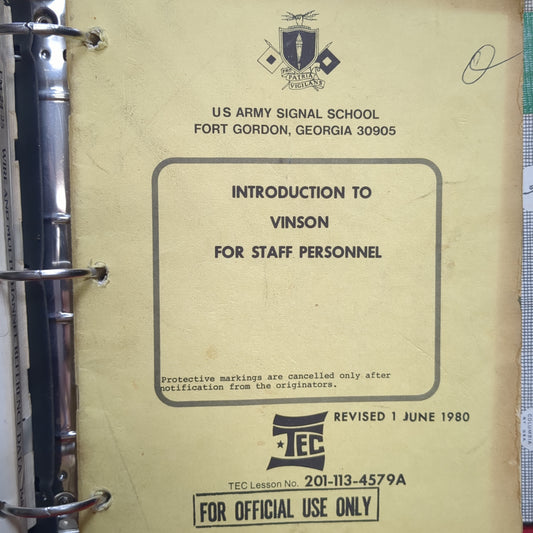 PRO
PATRIA
VIGILANS
US ARMY SIGNAL SCHOOL
FORT GORDON, GEORGIA 30905
INTRODUCTION TO
VINSON
FOR STAFF PERSONNEL
Protective markings are cancelled only after
notification from the originators.
REVISED 1 JUNE 1980
TEC
TEC Lesson No. 201-113-4579A
FOR OFFICIAL USE ONLY